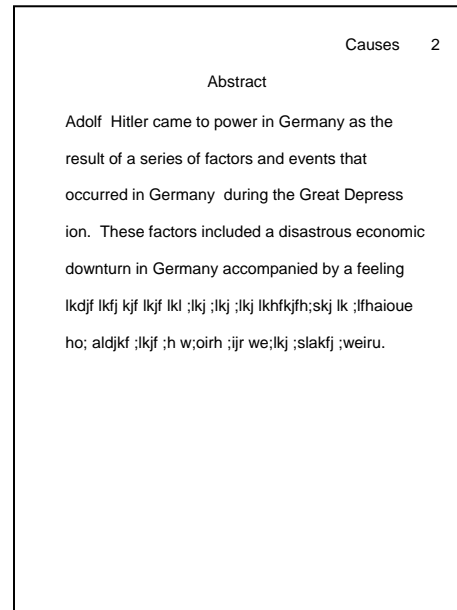 Causes 2
Abstract
Adolf Hitler came to power in Germany as the
result of a series of factors and events that
occurred in Germany during the Great Depress
ion. These factors included a disastrous economic
downturn in Germany accompanied by a feeling
lkdjf lkfj kjf lkjf lkl ;lkj ;lkj ;lkj lkhfkjfh;skj lk ;lfhaioue
ho; aldjkf ;lkjf ;h w;oirh ;ijr we;lkj ;slakfj ;weiru.